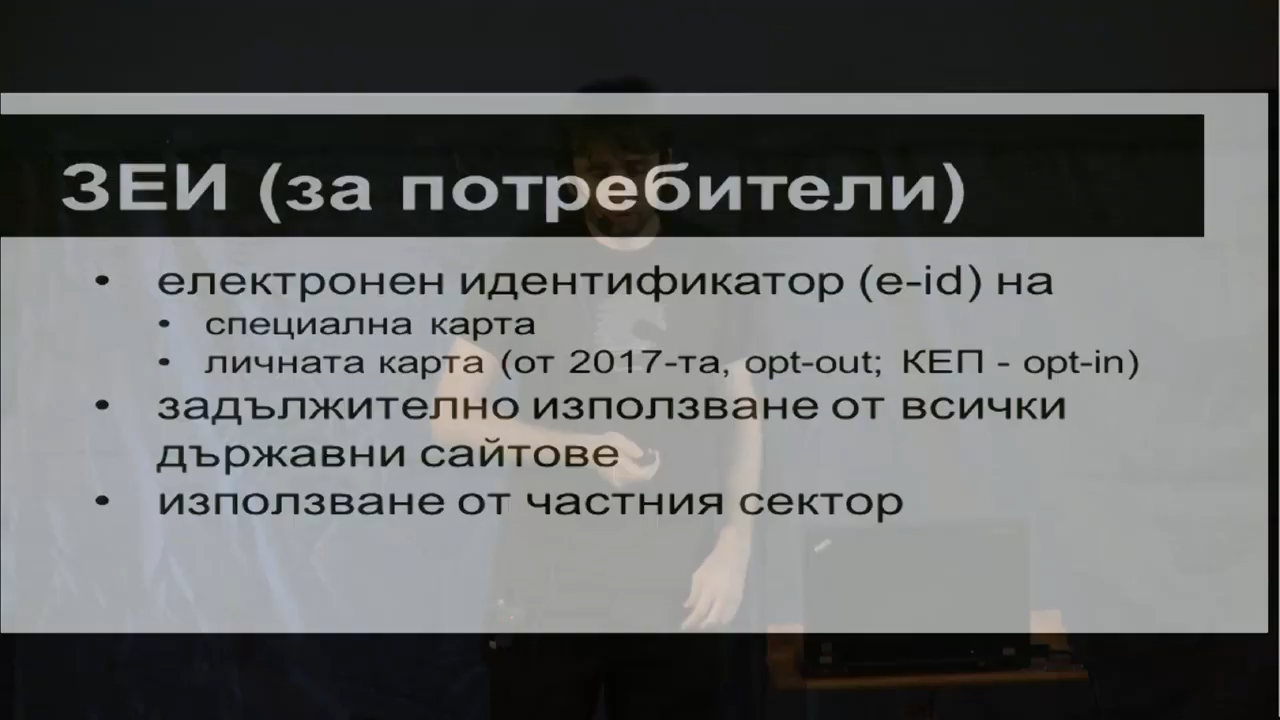 ЗЕИ (за потребители)
• електронен идентификатор (e-id) на
• специална карта
• личната карта (от 2017-та, opt-out; КЕП - opt-in)
• задължително използване от всички
държавни сайтове
• използване от частния сектор